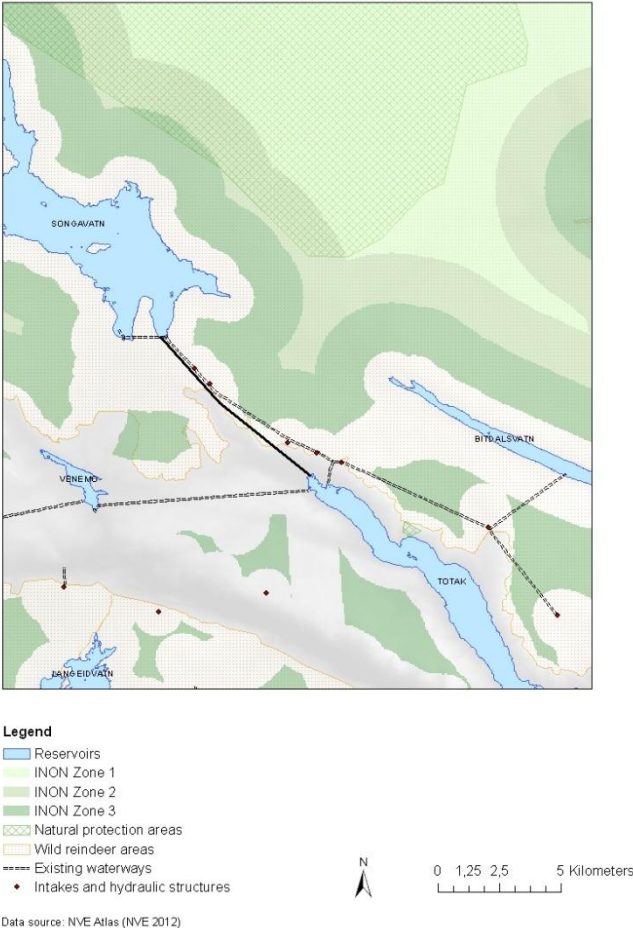 SONGAVATN
BITDALSVATN
VENEMO
TOTAK
LANGEIDVATN
Legend
Reservoirs
INON Zone 1
INON Zone 2
INON Zone 3
Natural protection areas
Wild reindeer areas
Existing waterways
Intakes and hydraulic structures
N
0 1,25 2,5 5 Kilometers
Data source: NVE Atlas (NVE 2012)